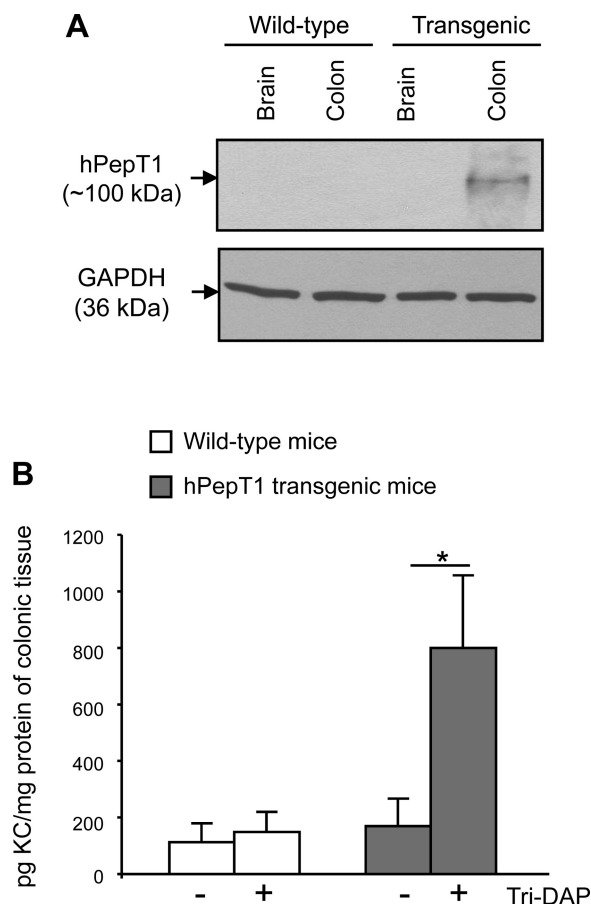 A
Wild-type Transgenic
Brain Colon Brain Colon
hPepT1
(~100 kDa)
GAPDH
(36 kDa)
Wild-type mice
B
hPepT1 transgenic mice
pg KC/mg protein of colonic tissue
1200
1000
800
600
400
200
0
*
- + - + Tri-DAP